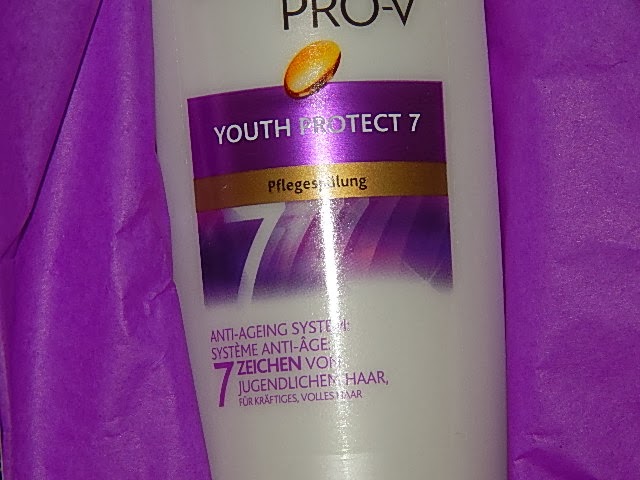 PRO-V
YOUTH PROTECT 7
Pflegespülung
7
ANTI-AGEING SYSTEM:
SYSTÈME ANTI-ÂGE:
7 ZEICHEN VON
JUGENDLICHEM HAAR,
FÜR KRÄFTIGES, VOLLES HAAR